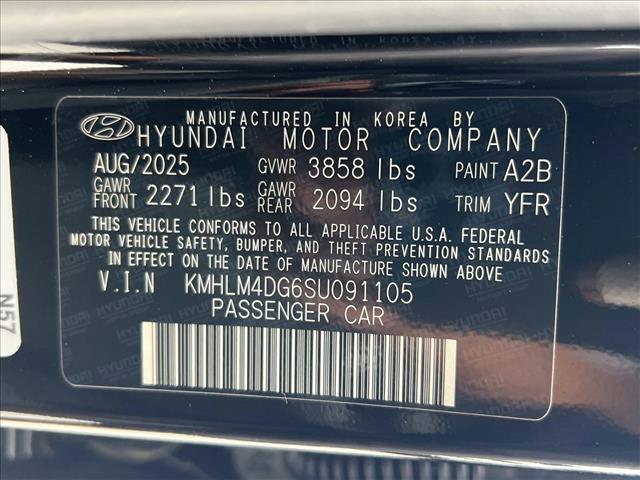 MANUFACTURED IN KOREA BY
HYUNDAI MOTOR COMPANY
AUG/2025 GVWR 3858 lbs PAINT A2B
GAWR FRONT 2271 lbs GAWR REAR 2094 lbs TRIM YFR
THIS VEHICLE CONFORMS TO ALL APPLICABLE U.S.A. FEDERAL
MOTOR VEHICLE SAFETY, BUMPER, AND THEFT PREVENTION STANDARDS
IN EFFECT ON THE DATE OF MANUFACTURE SHOWN ABOVE
V.I.N KMHLM4DG6SU091105
PASSENGER CAR
N57